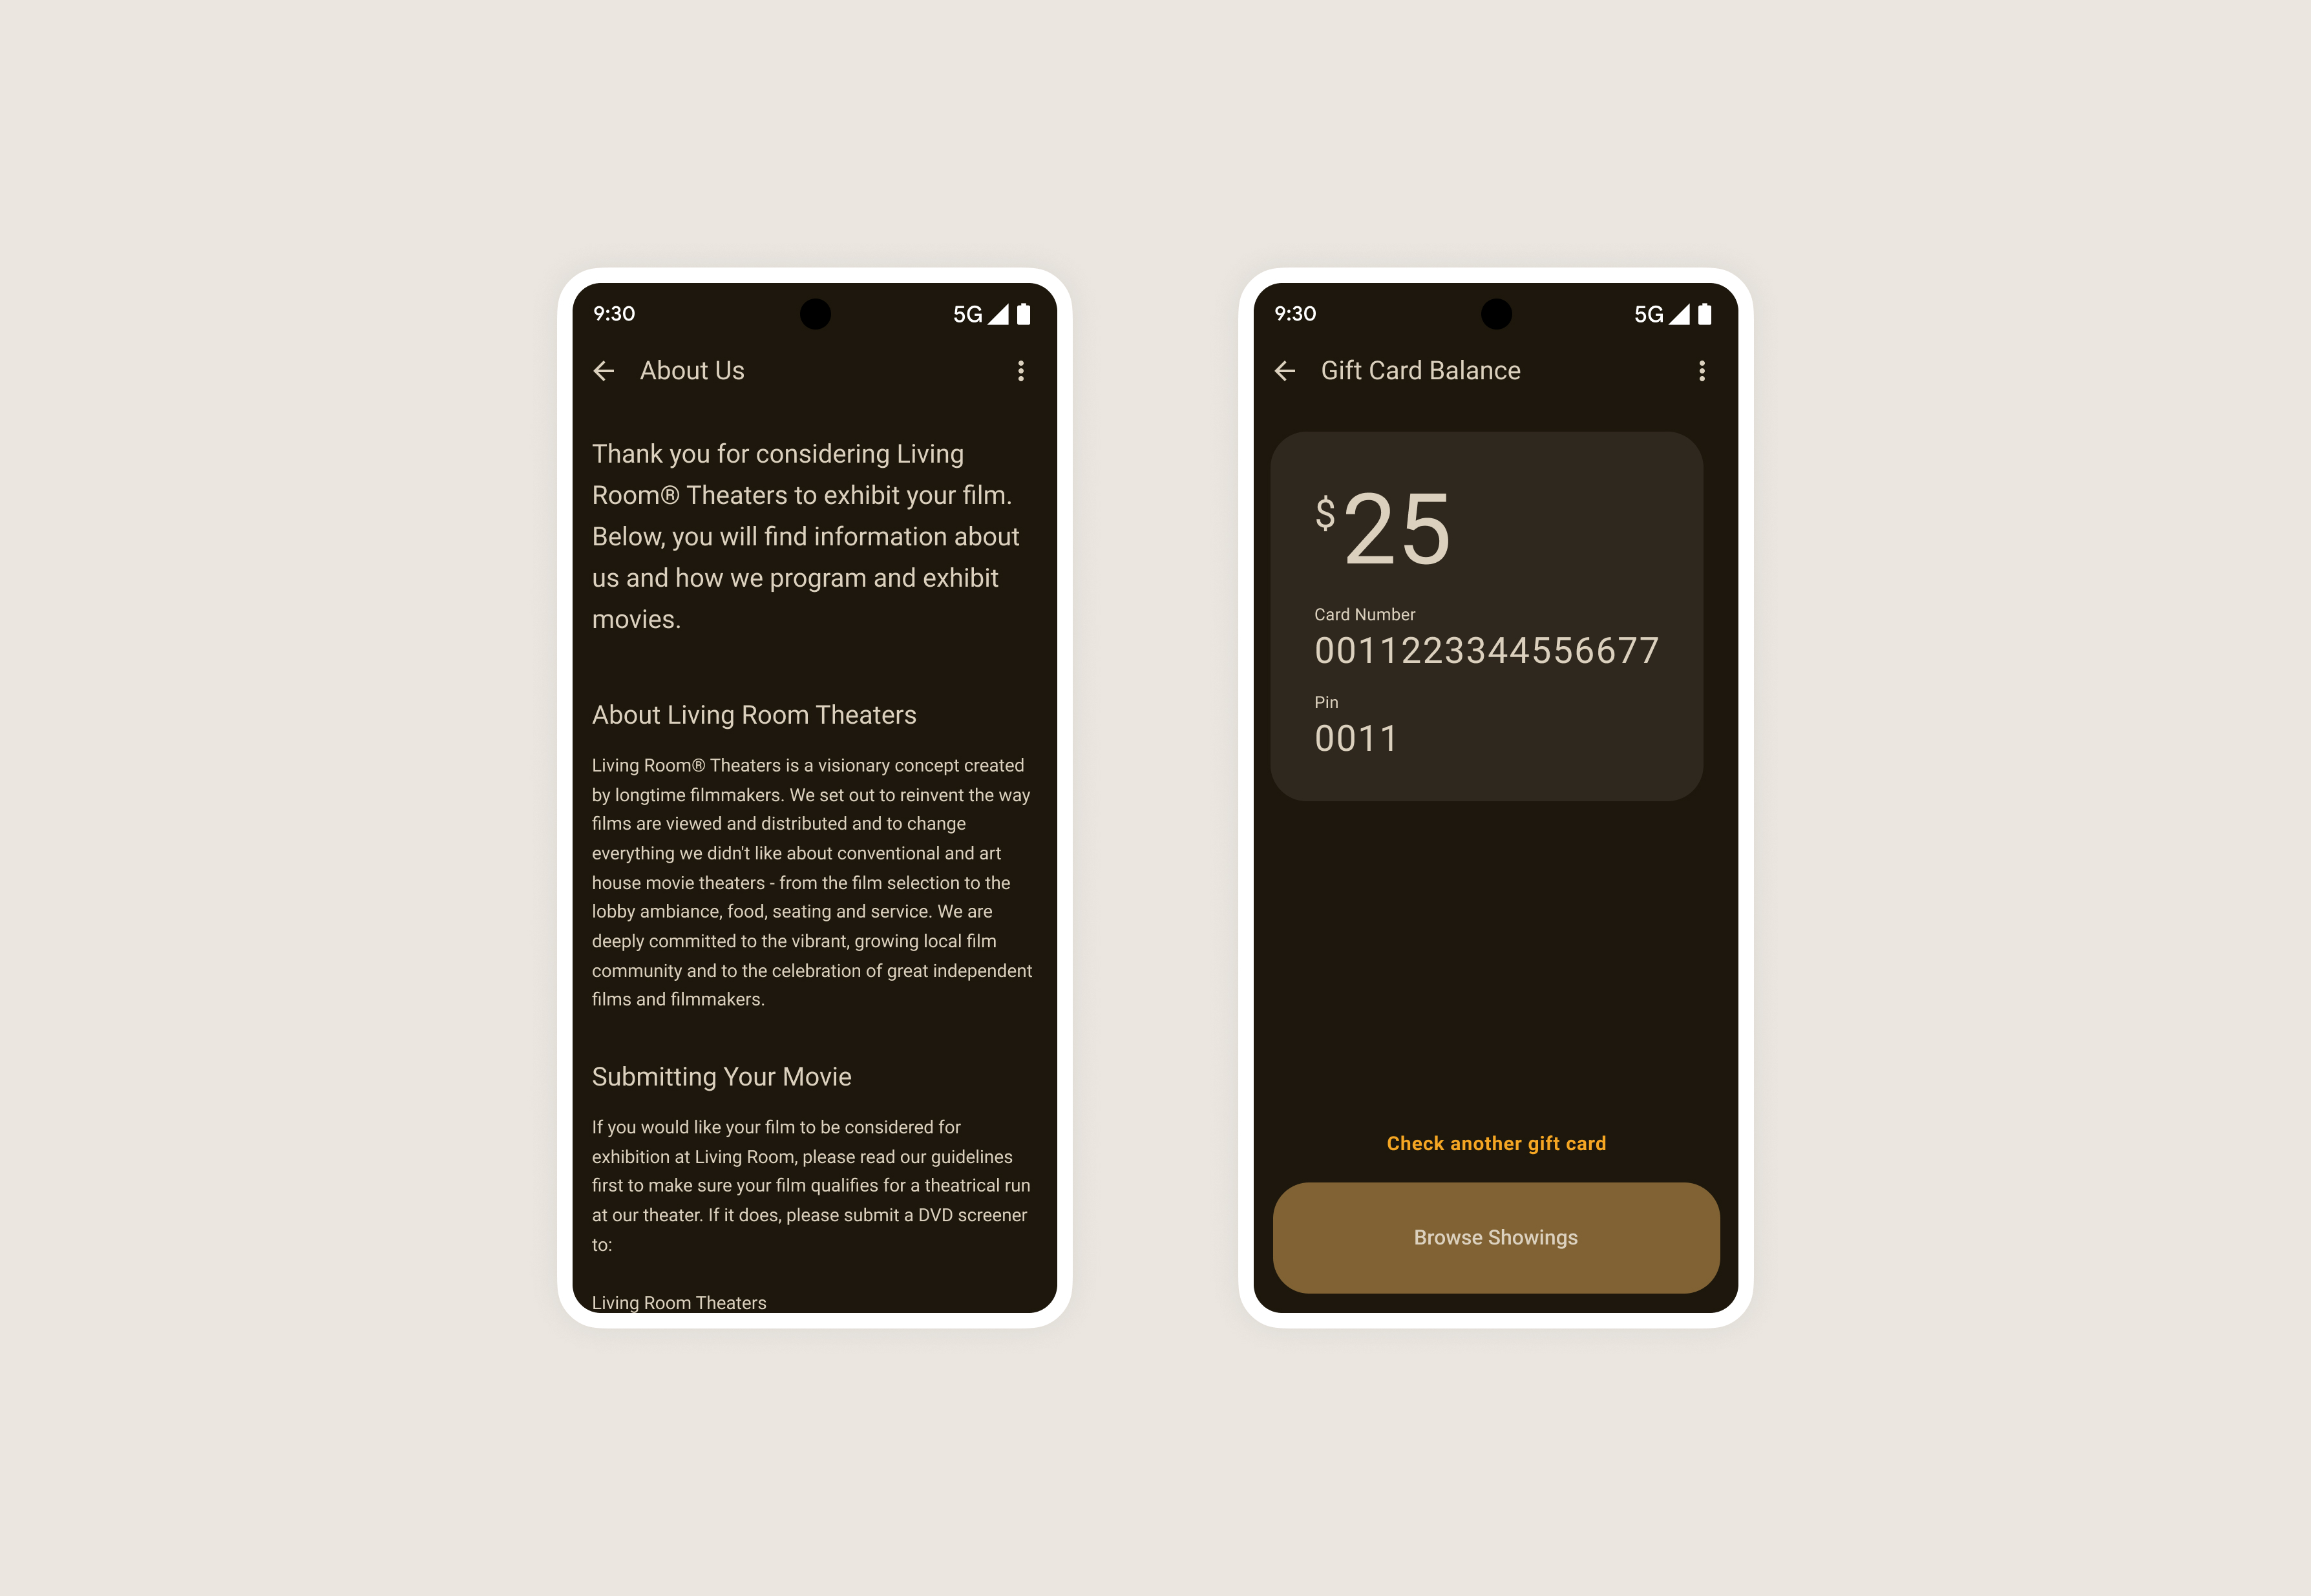 9:30
5G
About Us
Thank you for considering Living
Room® Theaters to exhibit your film.
Below, you will find information about
us and how we program and exhibit
movies.
About Living Room Theaters
Living Room® Theaters is a visionary concept created
by longtime filmmakers. We set out to reinvent the way
films are viewed and distributed and to change
everything we didn't like about conventional and art
house movie theaters - from the film selection to the
lobby ambiance, food, seating and service. We are
deeply committed to the vibrant, growing local film
community and to the celebration of great independent
films and filmmakers.
Submitting Your Movie
If you would like your film to be considered for
exhibition at Living Room, please read our guidelines
first to make sure your film qualifies for a theatrical run
at our theater. If it does, please submit a DVD screener
to:
Living Room Theaters
9:30
5G
Gift Card Balance
$25
Card Number
0011223344556677
Pin
0011
Check another gift card
Browse Showings